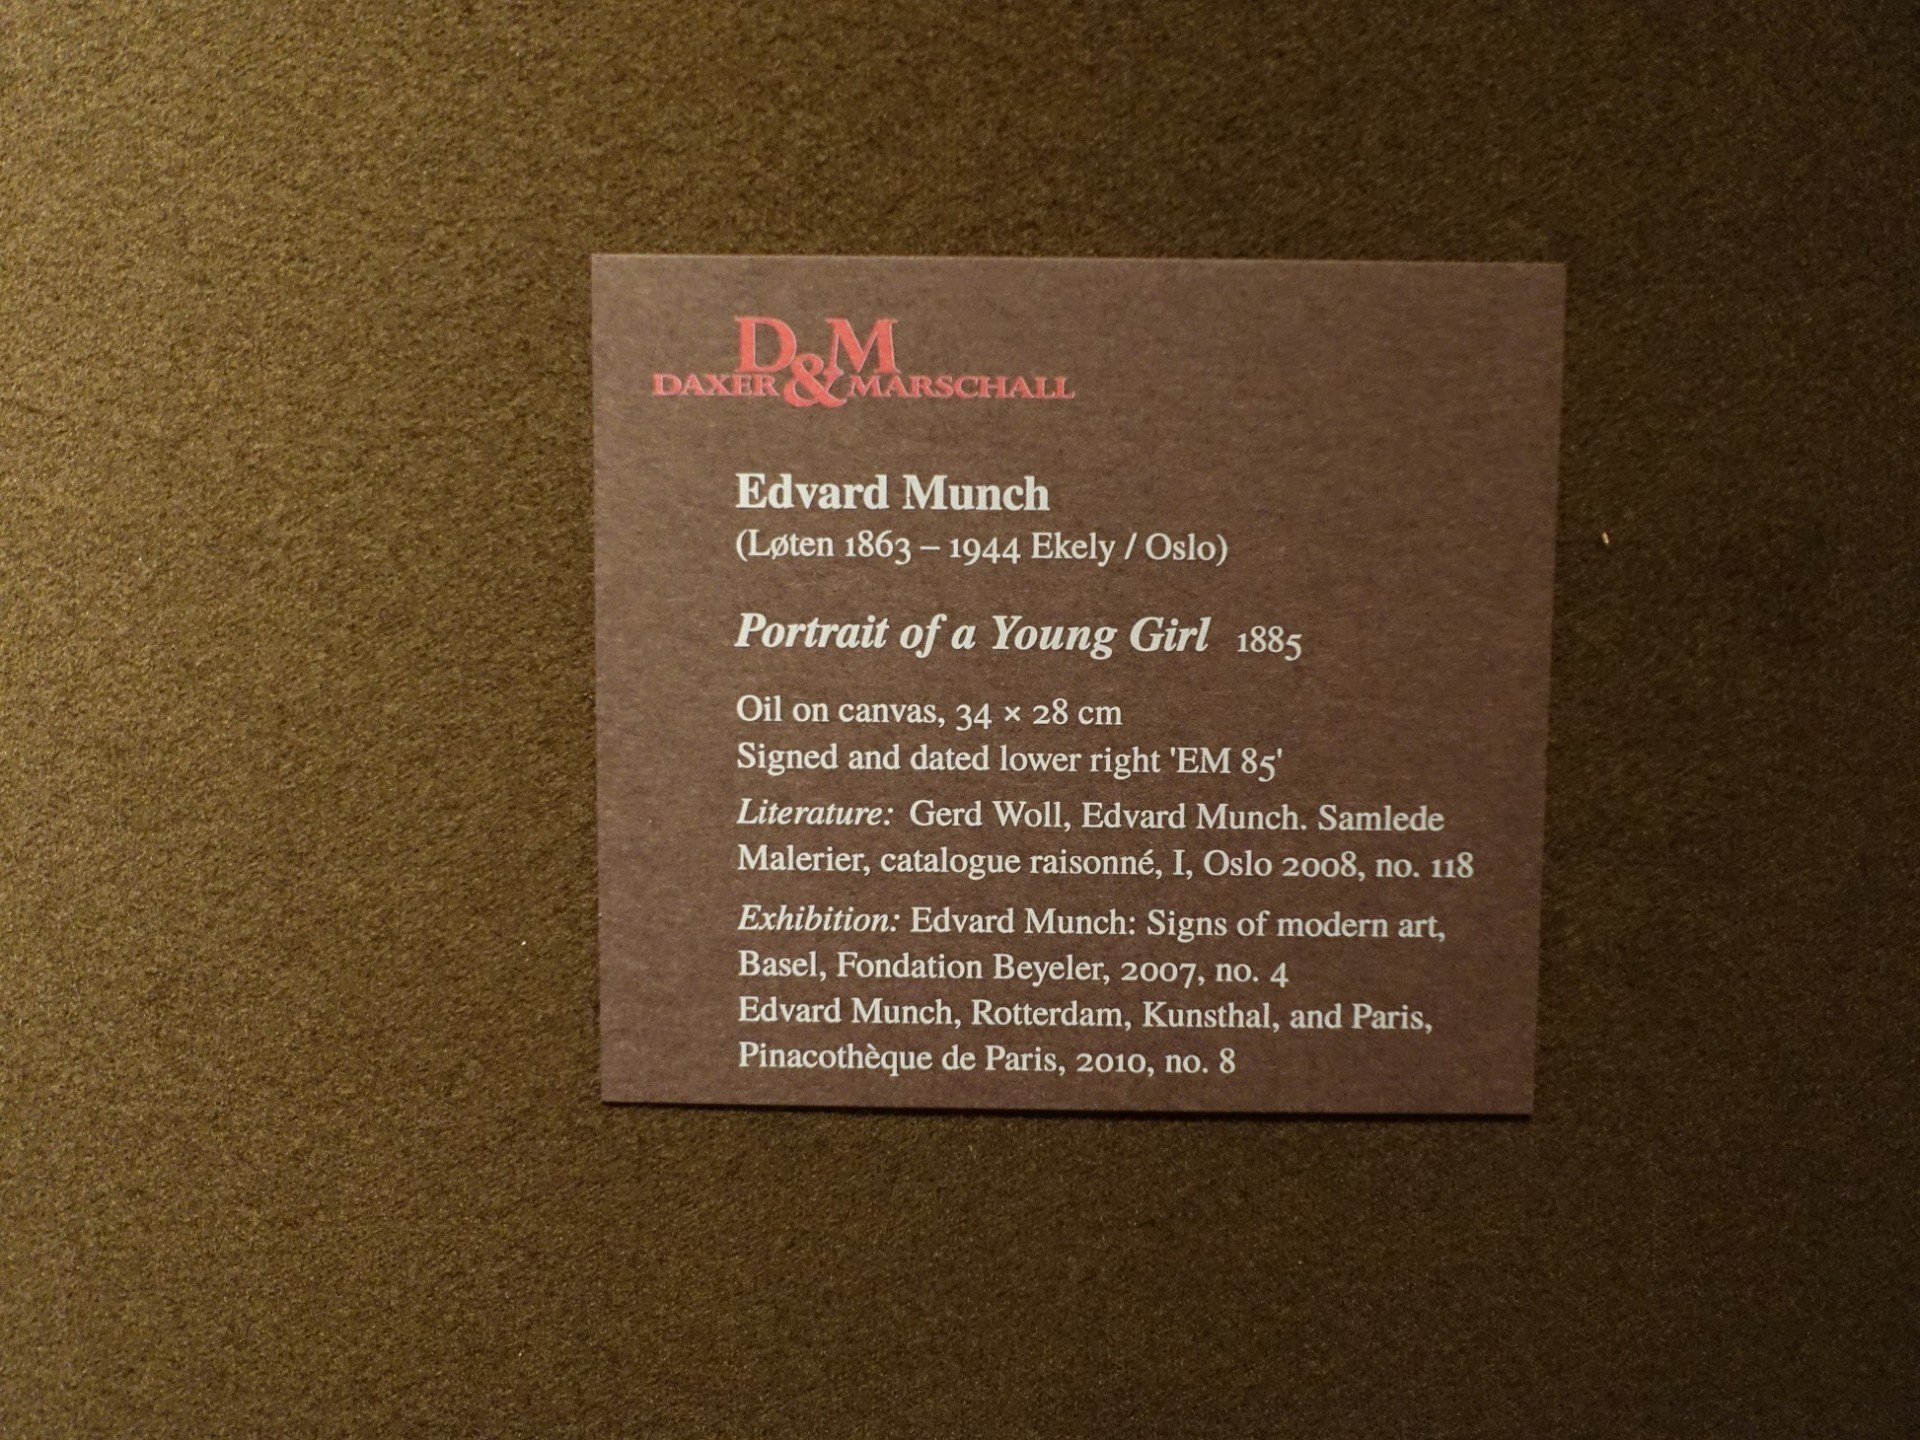 D&M
DAXER & MARSCHALL
Edvard Munch
(Løten 1863 – 1944 Ekely / Oslo)
Portrait of a Young Girl 1885
Oil on canvas, 34 × 28 cm
Signed and dated lower right 'EM 85'
Literature: Gerd Woll, Edvard Munch. Samlede
Malerier, catalogue raisonné, I, Oslo 2008, no. 118
Exhibition: Edvard Munch: Signs of modern art,
Basel, Fondation Beyeler, 2007, no. 4
Edvard Munch, Rotterdam, Kunsthal, and Paris,
Pinacothèque de Paris, 2010, no. 8